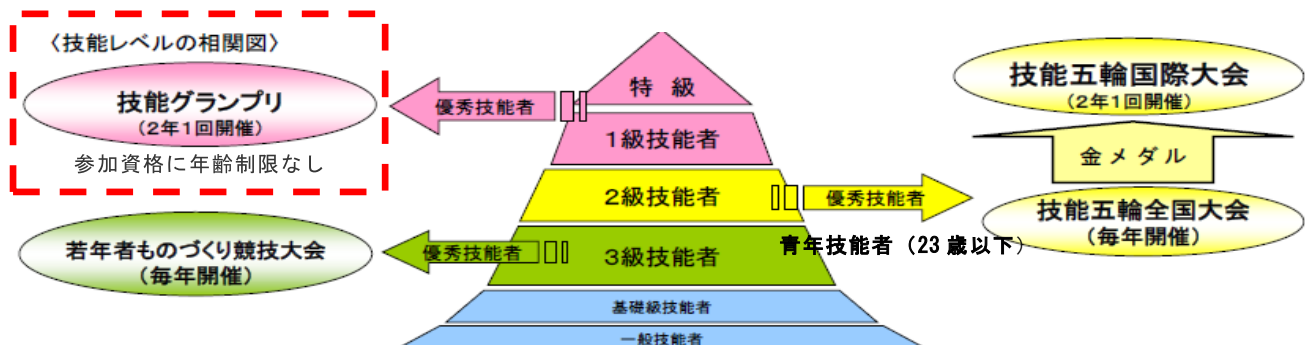 〈技能レベルの相関図〉
技能グランプリ
(2年1回開催)
参加資格に年齢制限なし
優秀技能者
特 級
1級技能者
2級技能者
3級技能者
基礎級技能者
一般技能者
若年者ものづくり競技大会
(毎年開催)
優秀技能者
優秀技能者
青年技能者(23歳以下)
技能五輪国際大会
(2年1回開催)
金メダル
技能五輪全国大会
(毎年開催)